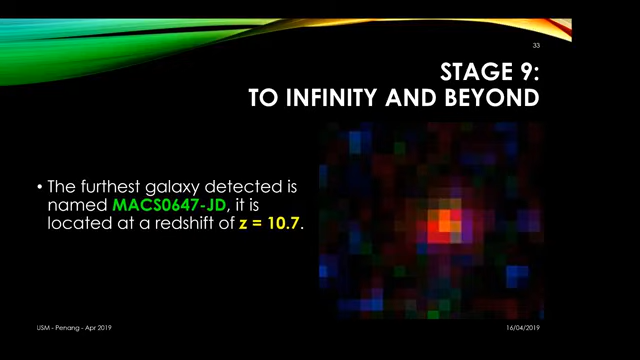 33
STAGE 9:
TO INFINITY AND BEYOND
• The furthest galaxy detected is
named MACS0647-JD, it is
located at a redshift of z = 10.7.
USM - Penang - Apr 2019
16/04/2019